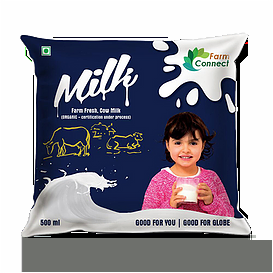 Farm
Connect
Milk
Farm Fresh, Cow Milk
(ORGANIC - certification under process)
500 ml
GOOD FOR YOU | GOOD FOR GLOBE